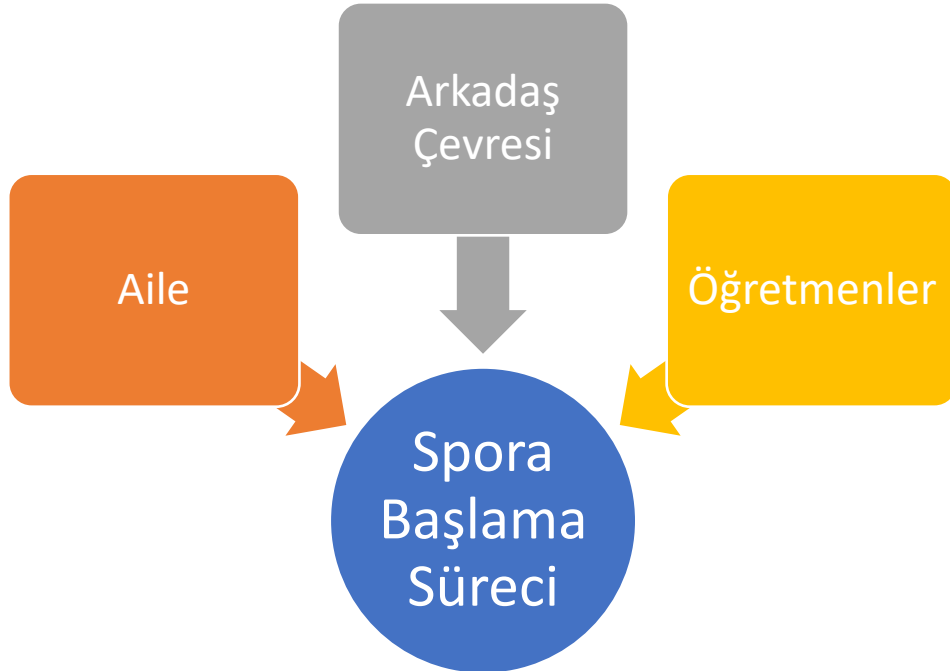 Arkadaş
Çevresi
Aile
Öğretmenler
Spora
Başlama
Süreci